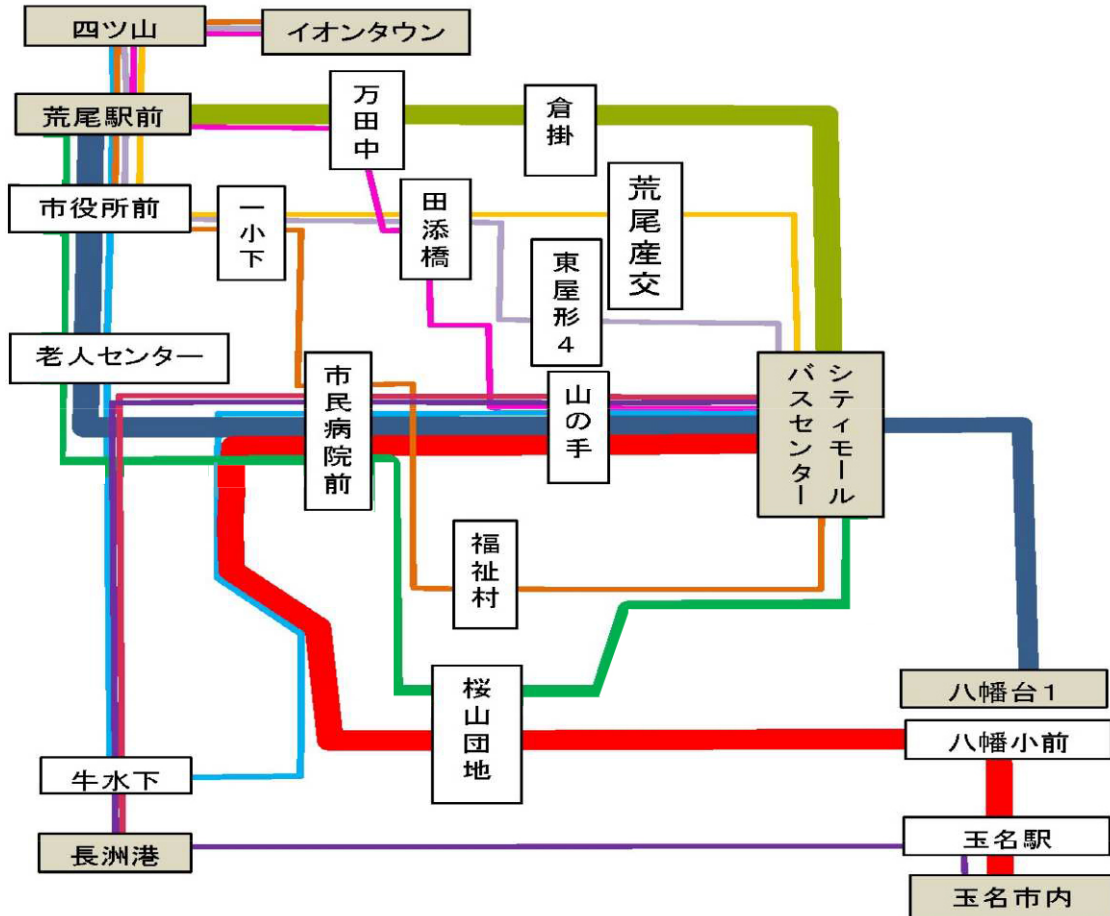 四ツ山
イオンタウン
荒尾駅前
万田中
倉掛
市役所前
一小下
田添橋
荒尾産交
東屋形4
老人センター
市民病院前
山の手
シティモール
バスセンター
福祉村
桜山団地
八幡台1
八幡小前
牛水下
長洲港
玉名駅
玉名市内